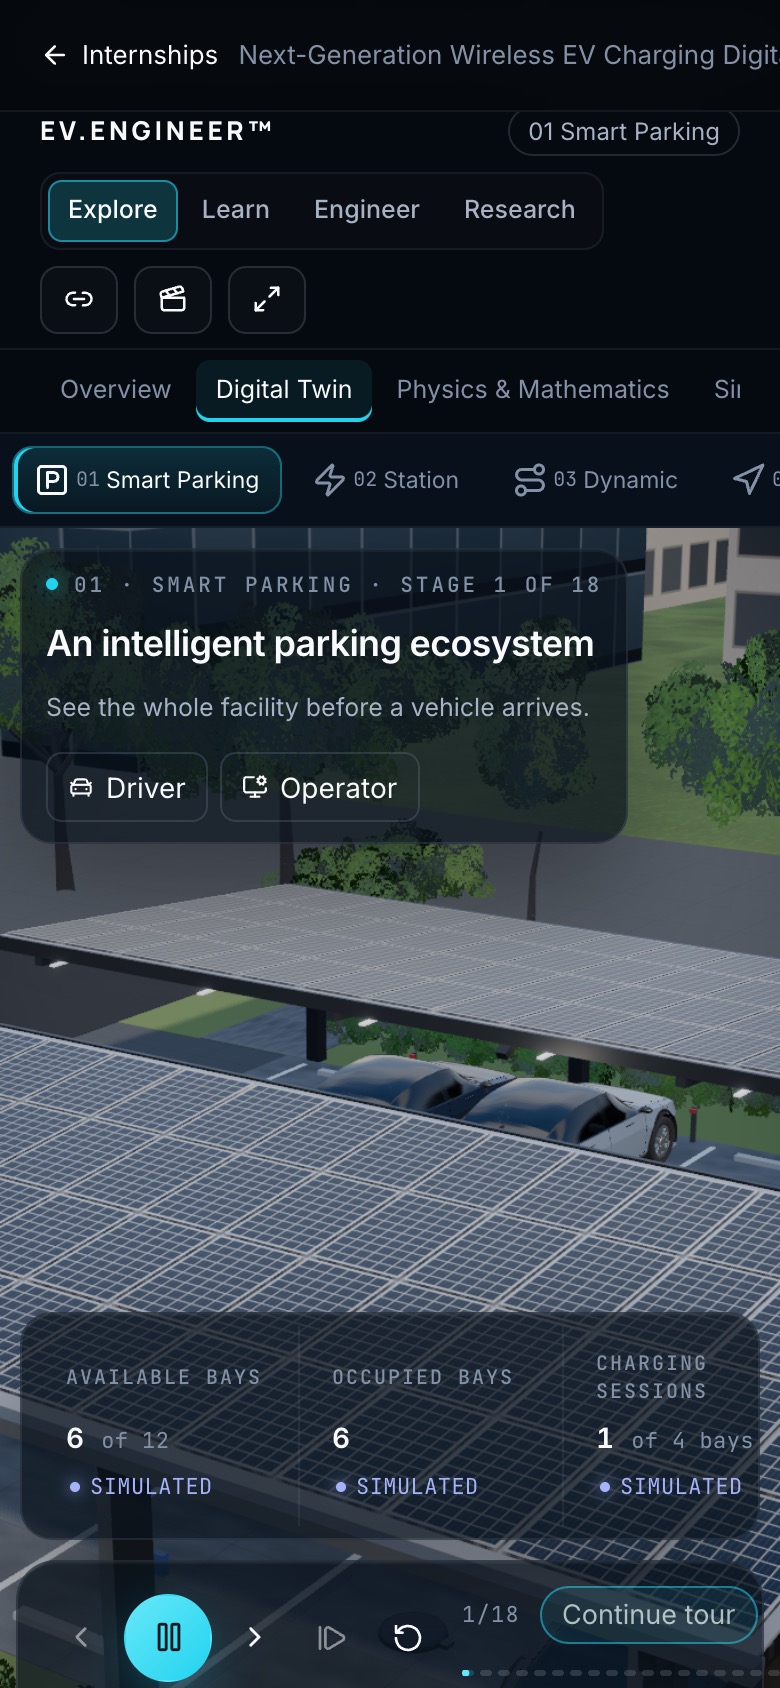 Internships Next-Generation Wireless EV Charging
EV.ENGINEER™ 01 Smart Parking
Explore Learn Engineer Research
Overview Digital Twin Physics & Mathematics
01 Smart Parking 02 Station 03 Dynamic
01 · SMART PARKING · STAGE 1 OF 18
An intelligent parking ecosystem
See the whole facility before a vehicle arrives.
Driver Operator
AVAILABLE BAYS OCCUPIED BAYS CHARGING
SESSIONS
6 of 12 6 1 of 4 bays
SIMULATED SIMULATED SIMULATED
1/18 Continue tour